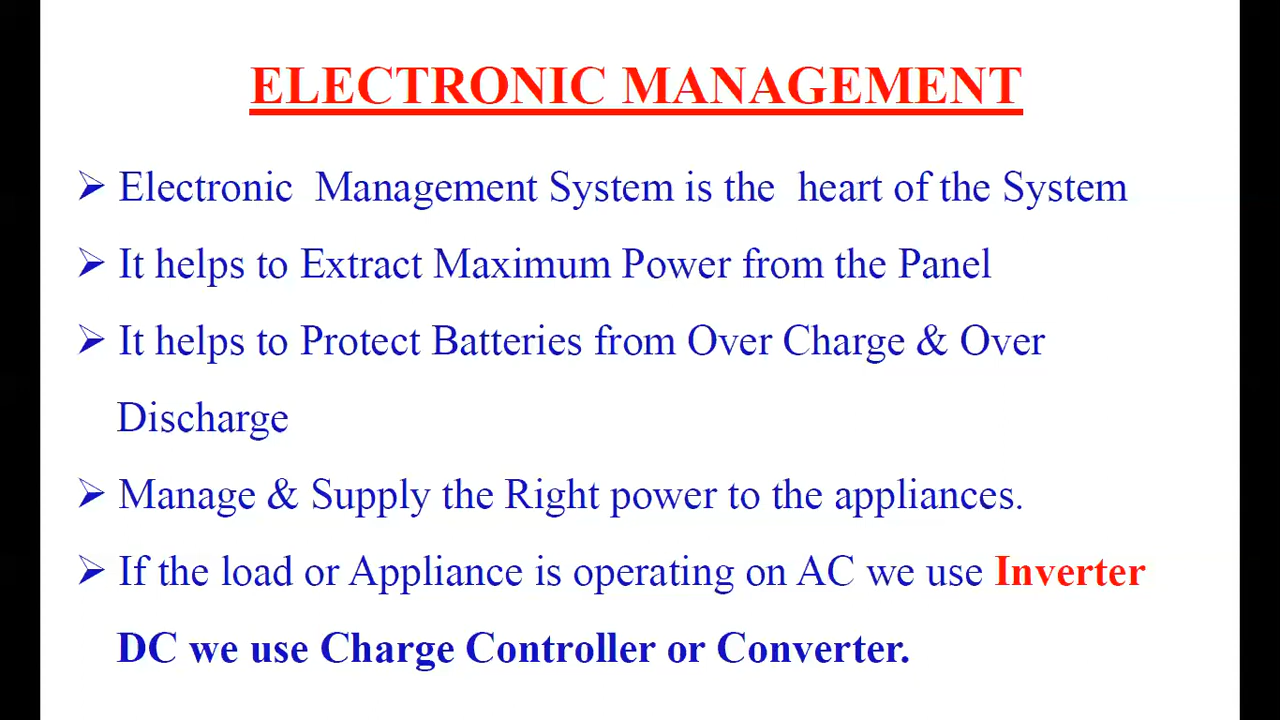 ELECTRONIC MANAGEMENT
➢ Electronic Management System is the heart of the System
➢ It helps to Extract Maximum Power from the Panel
➢ It helps to Protect Batteries from Over Charge & Over
Discharge
➢ Manage & Supply the Right power to the appliances.
➢ If the load or Appliance is operating on AC we use Inverter
DC we use Charge Controller or Converter.